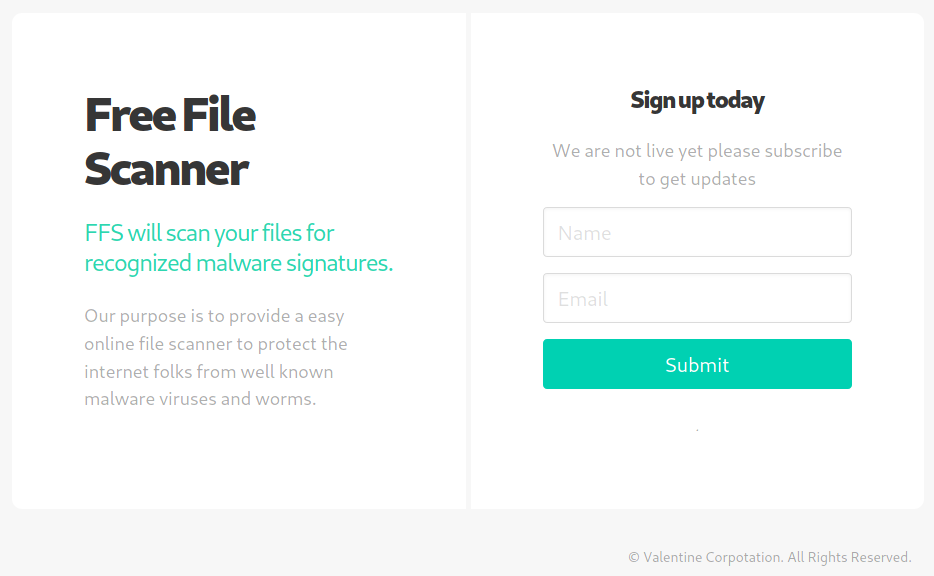 Free File
Scanner
FFS will scan your files for
recognized malware signatures.
Our purpose is to provide a easy
online file scanner to protect the
internet folks from well known
malware viruses and worms.
Sign up today
We are not live yet please subscribe
to get updates
Name
Email
Submit
.
© Valentine Corpotation. All Rights Reserved.